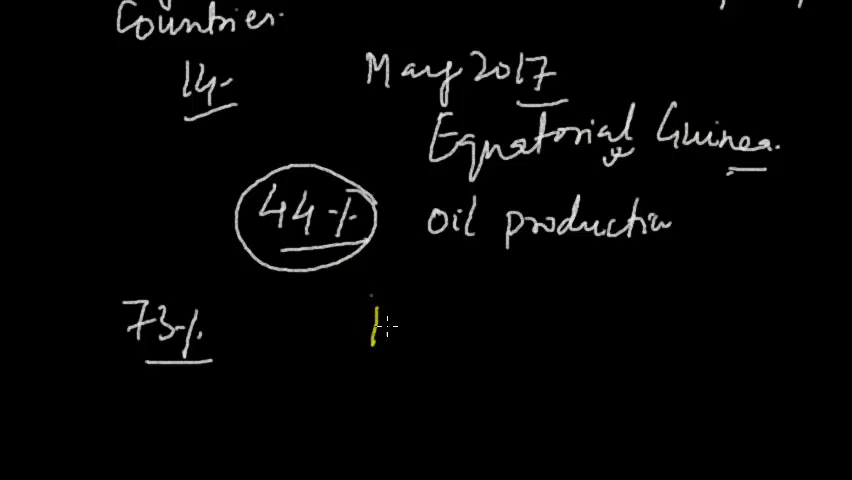 Countries.
14.
May 2017
Equatorial Guinea.
44% oil production
73%